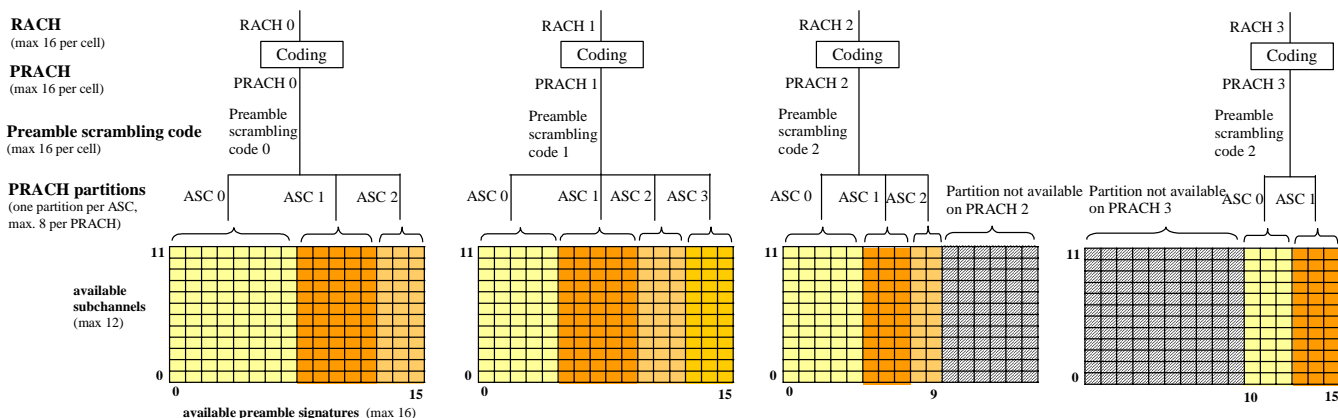 RACH
(max 16 per cell)
RACH 0
RACH 1
RACH 2
RACH 3
Coding
Coding
Coding
Coding
PRACH
(max 16 per cell)
PRACH 0
PRACH 1
PRACH 2
PRACH 3
Preamble scrambling code
(max 16 per cell)
Preamble
scrambling
code 0
Preamble
scrambling
code 1
Preamble
scrambling
code 2
Preamble
scrambling
code 2
PRACH partitions
(one partition per ASC,
max. 8 per PRACH)
ASC 0
ASC 1
ASC 2
ASC 0
ASC 1
ASC 2
ASC 3
ASC 0
ASC 1
ASC 2
Partition not available
on PRACH 2
Partition not available
on PRACH 3
ASC 0
ASC 1
11
11
11
11
available
subchannels
(max 12)
0
0
0
0
0
15
0
15
0
9
10
15
available preamble signatures (max 16)